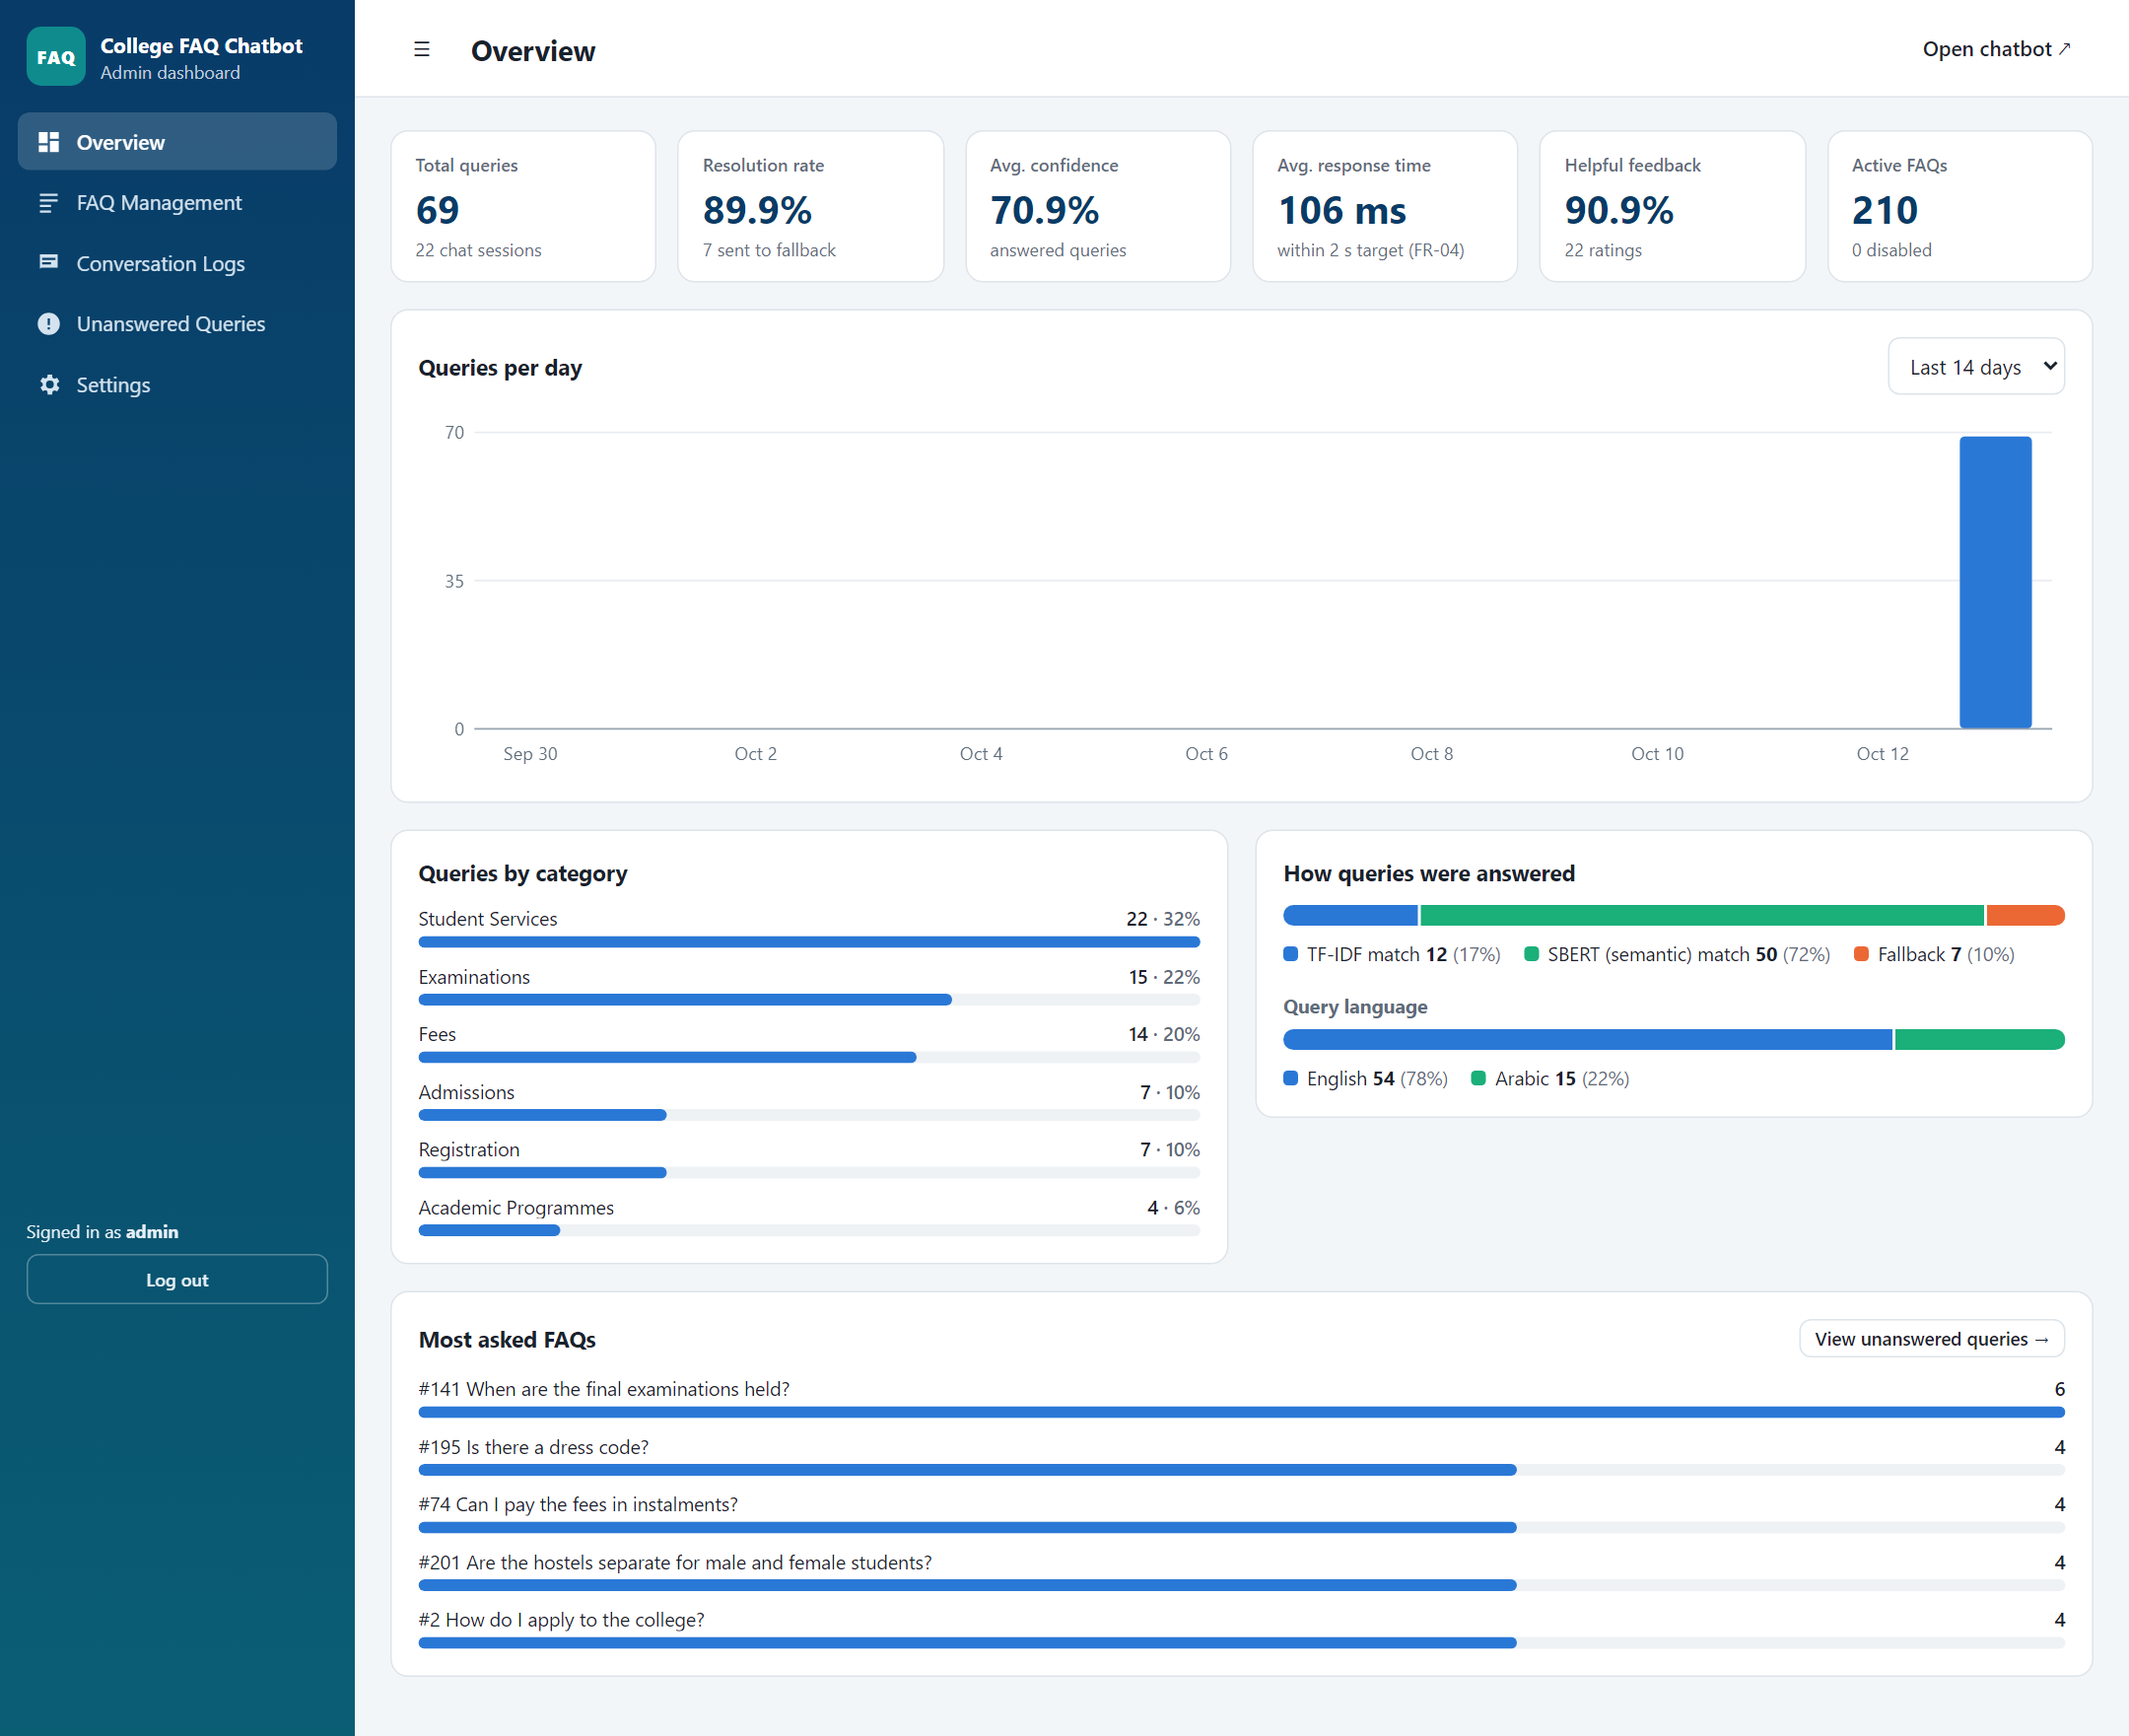 FAQ
College FAQ Chatbot
Admin dashboard
Overview
FAQ Management
Conversation Logs
Unanswered Queries
Settings
Signed in as admin
Log out
☰ Overview
Open chatbot ↗
Total queries
69
22 chat sessions
Resolution rate
89.9%
7 sent to fallback
Avg. confidence
70.9%
answered queries
Avg. response time
106 ms
within 2 s target (FR-04)
Helpful feedback
90.9%
22 ratings
Active FAQs
210
0 disabled
Queries per day
Last 14 days
70
35
0
Sep 30 Oct 2 Oct 4 Oct 6 Oct 8 Oct 10 Oct 12
Queries by category
Student Services 22 · 32%
Examinations 15 · 22%
Fees 14 · 20%
Admissions 7 · 10%
Registration 7 · 10%
Academic Programmes 4 · 6%
How queries were answered
TF-IDF match 12 (17%) SBERT (semantic) match 50 (72%) Fallback 7 (10%)
Query language
English 54 (78%) Arabic 15 (22%)
Most asked FAQs
View unanswered queries →
#141 When are the final examinations held? 6
#195 Is there a dress code? 4
#74 Can I pay the fees in instalments? 4
#201 Are the hostels separate for male and female students? 4
#2 How do I apply to the college? 4